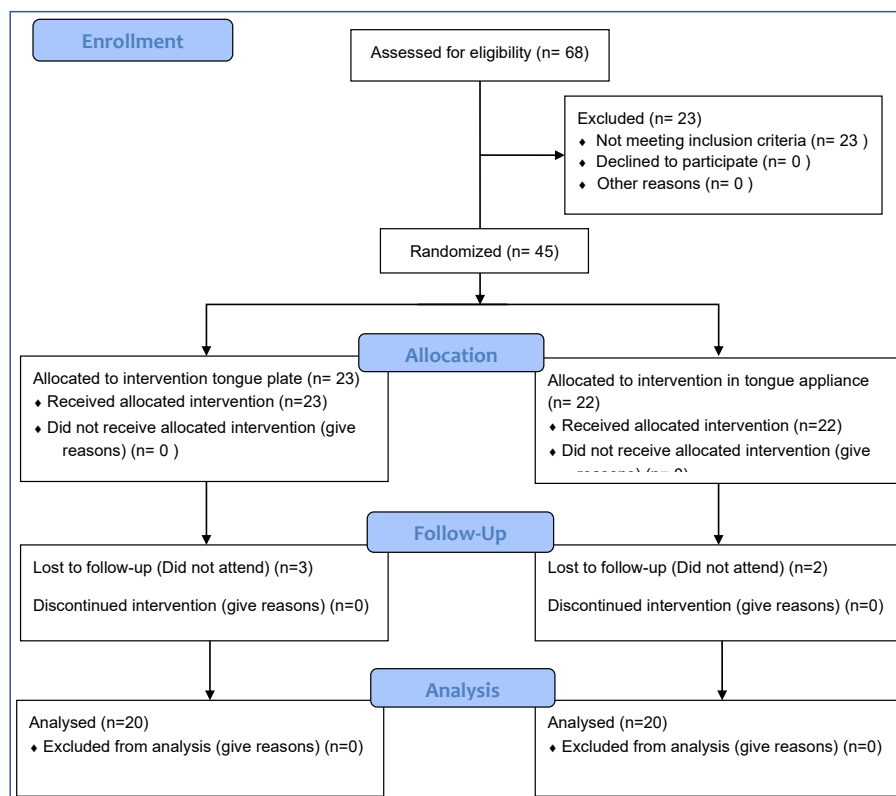 Enrollment
Assessed for eligibility (n= 68)
Excluded (n= 23)
♦ Not meeting inclusion criteria (n= 23 )
♦ Declined to participate (n= 0 )
♦ Other reasons (n= 0 )
Randomized (n= 45)
Allocation
Allocated to intervention tongue plate (n= 23)
♦ Received allocated intervention (n=23)
♦ Did not receive allocated intervention (give
reasons) (n= 0 )
Allocated to intervention in tongue appliance
(n= 22)
♦ Received allocated intervention (n=22)
♦ Did not receive allocated intervention (give
Follow-Up
Lost to follow-up (Did not attend) (n=3)
Discontinued intervention (give reasons) (n=0)
Lost to follow-up (Did not attend) (n=2)
Discontinued intervention (give reasons) (n=0)
Analysis
Analysed (n=20)
♦ Excluded from analysis (give reasons) (n=0)
Analysed (n=20)
♦ Excluded from analysis (give reasons) (n=0)